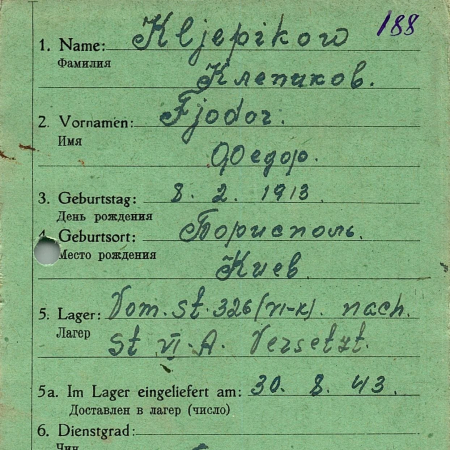 188
1. Name: Kljepikow
Фамилия
Клепиков.
2. Vornamen: Fjodor.
Имя
Федор.
3. Geburtstag: 8. 2. 1913
День рождения
4. Geburtsort: Борисполь.
Место рождения
Киев
5. Lager: Vom. St. 326 (VI-K) nach.
Лагер
St VI A. Versetzt.
5a. Im Lager eingeliefert am: 30. 8. 43.
Доставлен в лагер (число)
6. Dienstgrad:
Чин